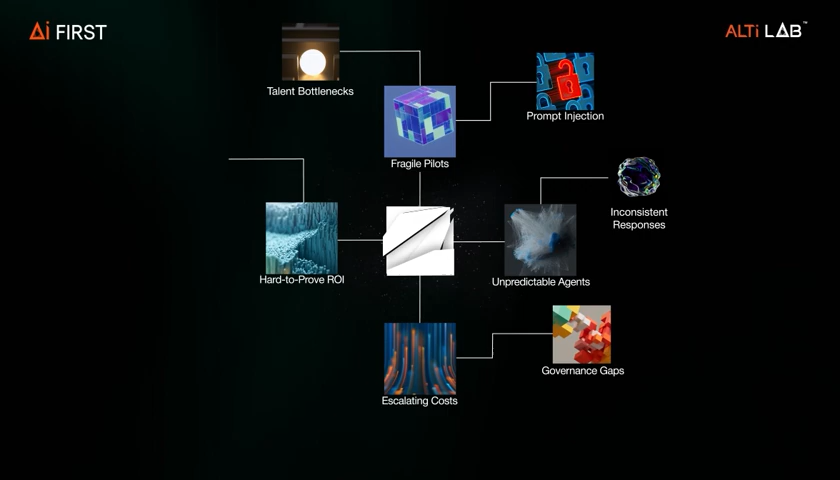 Ai FIRST
ALTi LAB™
Talent Bottlenecks
Prompt Injection
Fragile Pilots
Inconsistent
Responses
Hard-to-Prove ROI
Unpredictable Agents
Governance Gaps
Escalating Costs